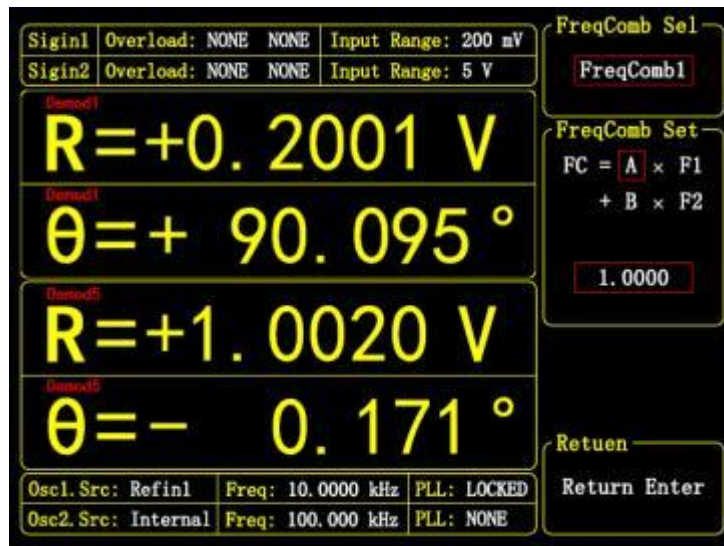 Sigin1 Overload: NONE NONE Input Range: 200 mV
Sigin2 Overload: NONE NONE Input Range: 5 V
Demod1
R=+0.2001 V
Demod1
θ=+ 90.095 °
Demod5
R=+1.0020 V
Demod5
θ=- 0.171 °
Osc1.Src: Refin1 Freq: 10.0000 kHz PLL: LOCKED
Osc2.Src: Internal Freq: 100.000 kHz PLL: NONE
FreqComb Sel
FreqComb1
FreqComb Set
FC = A × F1
+ B × F2
1.0000
Retuen
Return Enter